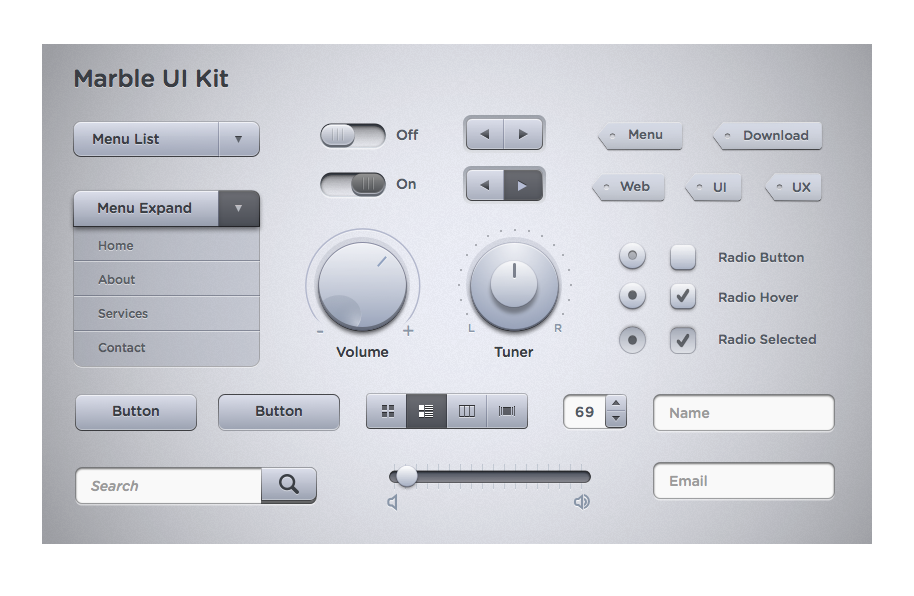 Marble UI Kit
Menu List
Off
Menu
Download
On
Web
UI
UX
Menu Expand
Home
About
Services
Contact
- +
Volume
L R
Tuner
Radio Button
Radio Hover
Radio Selected
Button
Button
69
Name
Search
Email